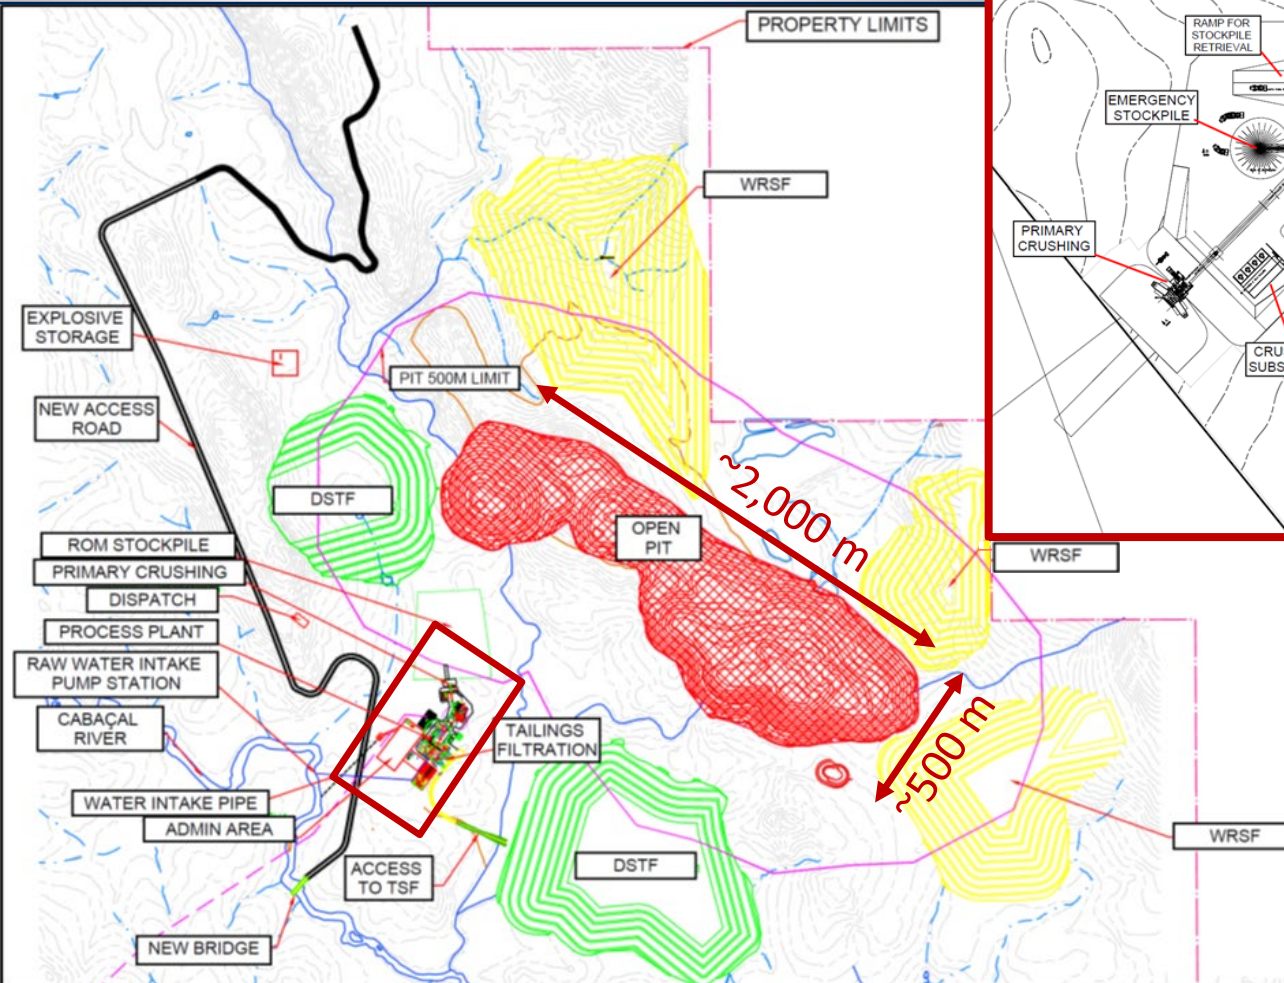 PROPERTY LIMITS
RAMP FOR
STOCKPILE
RETRIEVAL
EMERGENCY
STOCKPILE
WRSF
PRIMARY
CRUSHING
EXPLOSIVE
STORAGE
CRU
SUBS
PIT 500M LIMIT
NEW ACCESS
ROAD
~2,000 m
DSTF
OPEN
PIT
ROM STOCKPILE
WRSF
PRIMARY CRUSHING
DISPATCH
PROCESS PLANT
RAW WATER INTAKE
PUMP STATION
CABAÇAL
RIVER
TAILINGS
FILTRATION
~500 m
WATER INTAKE PIPE
ADMIN AREA
WRSF
ACCESS
TO TSF
DSTF
NEW BRIDGE